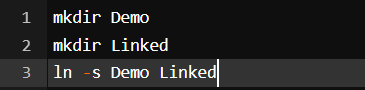 1 mkdir Demo
2 mkdir Linked
3 ln -s Demo Linked